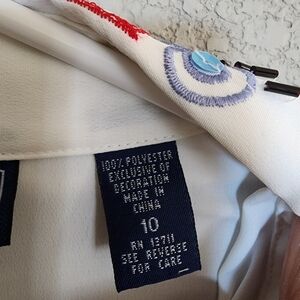 100% POLYESTER
EXCLUSIVE OF
DECORATION
MADE IN
CHINA
10
RN 13711
SEE REVERSE
FOR CARE